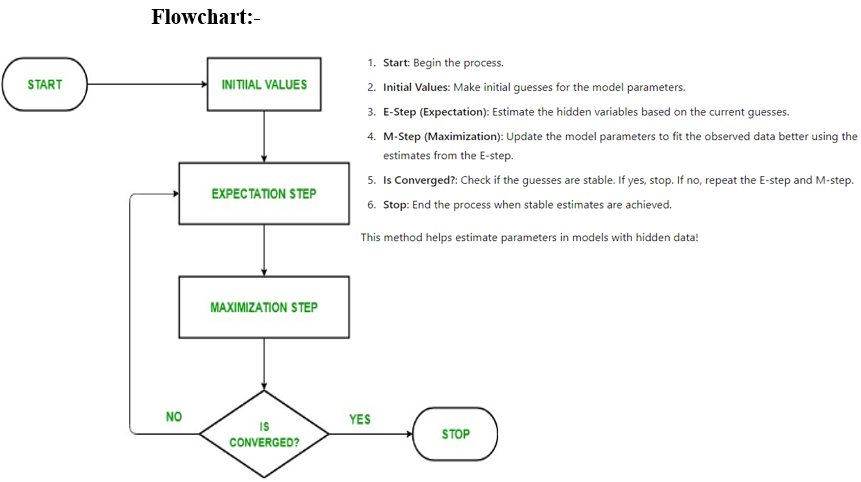 Flowchart:-
START
INITIIAL VALUES
EXPECTATION STEP
MAXIMIZATION STEP
IS
CONVERGED?
NO
YES
STOP
1. Start: Begin the process.
2. Initial Values: Make initial guesses for the model parameters.
3. E-Step (Expectation): Estimate the hidden variables based on the current guesses.
4. M-Step (Maximization): Update the model parameters to fit the observed data better using the
estimates from the E-step.
5. Is Converged?: Check if the guesses are stable. If yes, stop. If no, repeat the E-step and M-step.
6. Stop: End the process when stable estimates are achieved.
This method helps estimate parameters in models with hidden data!